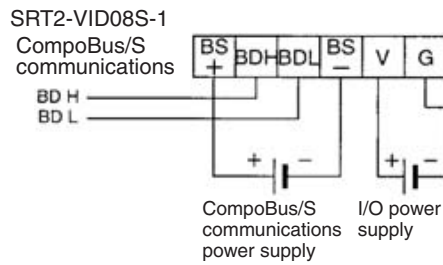 SRT2-VID08S-1
CompoBus/S
communications
BS + BDH BDL BS − V G
BD H
BD L
+ − + −
CompoBus/S
communications
power supply
I/O power
supply